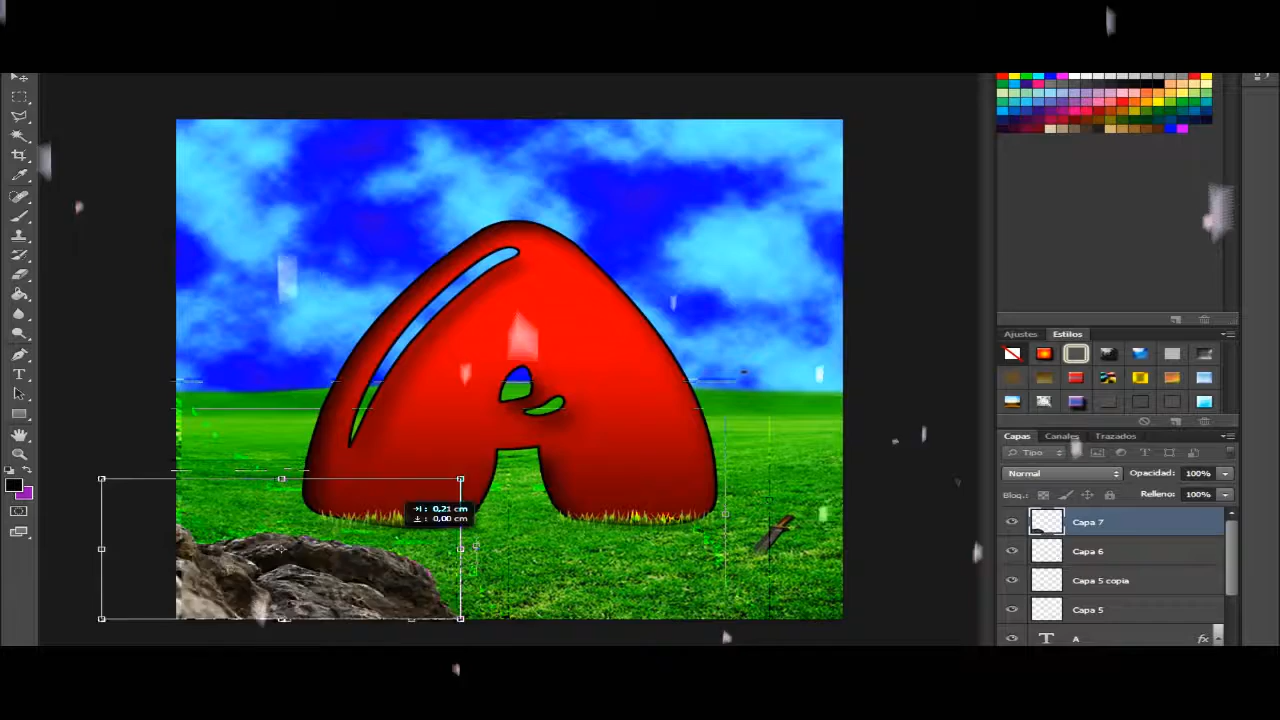 Ajustes Estilos
Capas Canales Trazados
Tipo
Normal Opacidad: 100%
Bloq.: Relleno: 100%
Capa 7
Capa 6
Capa 5 copia
Capa 5
T A fx
A
: 0,21 cm
: 0,00 cm
T